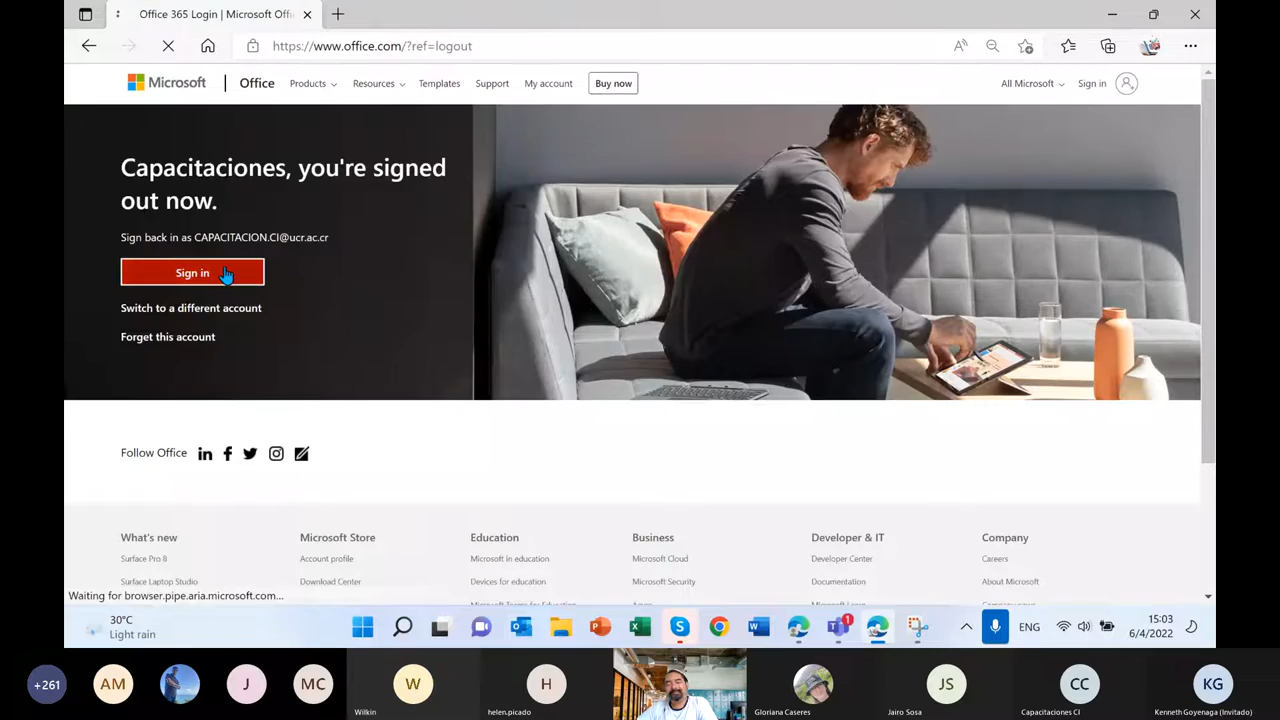 Office 365 Login | Microsoft Offi
https://www.office.com/?ref=logout
Microsoft | Office Products Resources Templates Support My account Buy now All Microsoft Sign in
Capacitaciones, you're signed
out now.
Sign back in as CAPACITACION.CI@ucr.ac.cr
Sign in
Switch to a different account
Forget this account
Follow Office
What's new Microsoft Store Education Business Developer & IT Company
Surface Pro 8 Account profile Microsoft in education Microsoft Cloud Developer Center Careers
Surface Laptop Studio Download Center Devices for education Microsoft Security Documentation About Microsoft
Waiting for browser.pipe.aria.microsoft.com...
30°C
Light rain
1
ENG
15:03
6/4/2022
+261 AM J MC W H JS CC KG
Wilkin helen.picado Gloriana Caseres Jairo Sosa Capacitaciones CI Kenneth Goyenaga (Invitado)